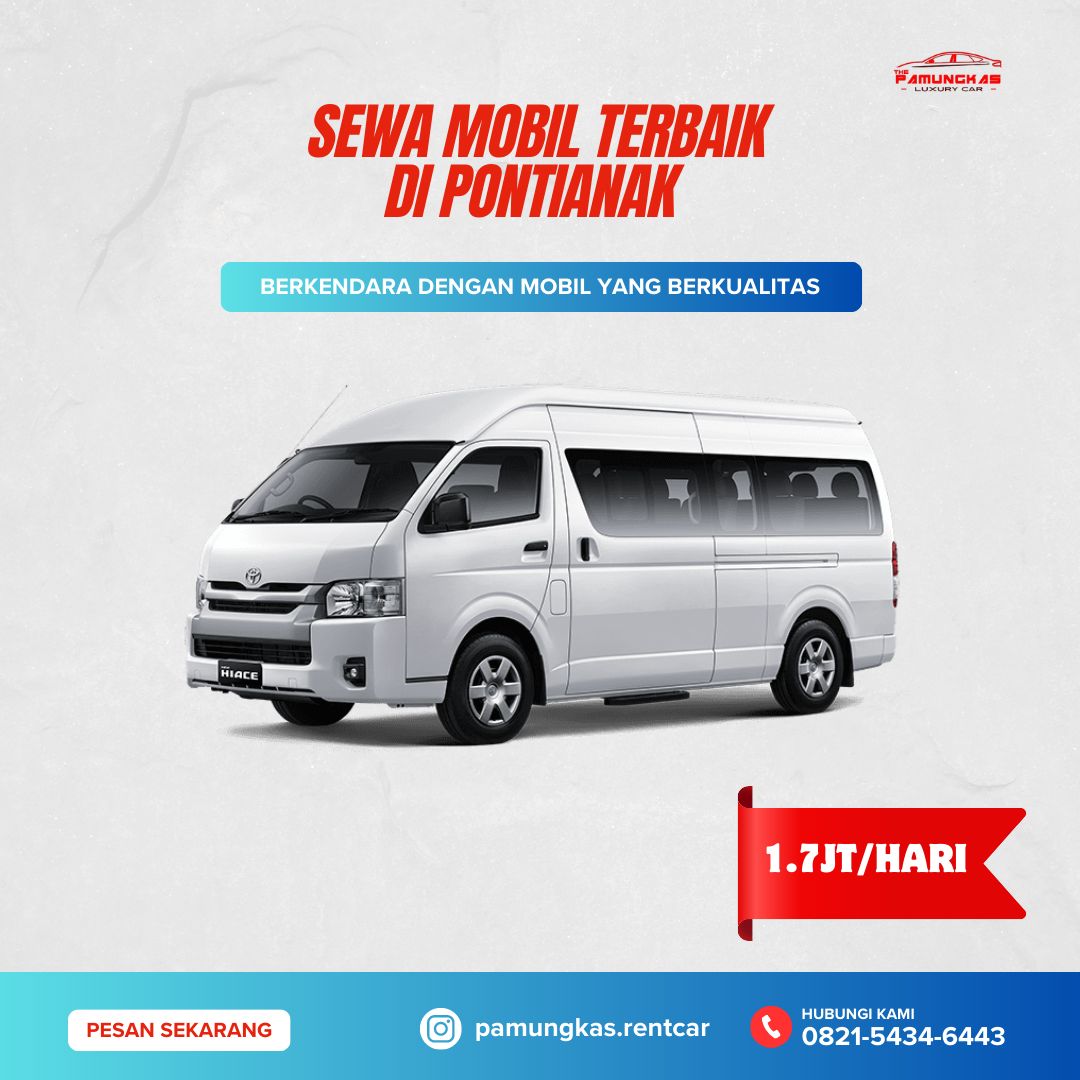 THE
PAMUNGKAS
- LUXURY CAR -
SEWA MOBIL TERBAIK
DI PONTIANAK
BERKENDARA DENGAN MOBIL YANG BERKUALITAS
HIACE
1.7JT/HARI
PESAN SEKARANG
pamungkas.rentcar
HUBUNGI KAMI
0821-5434-6443